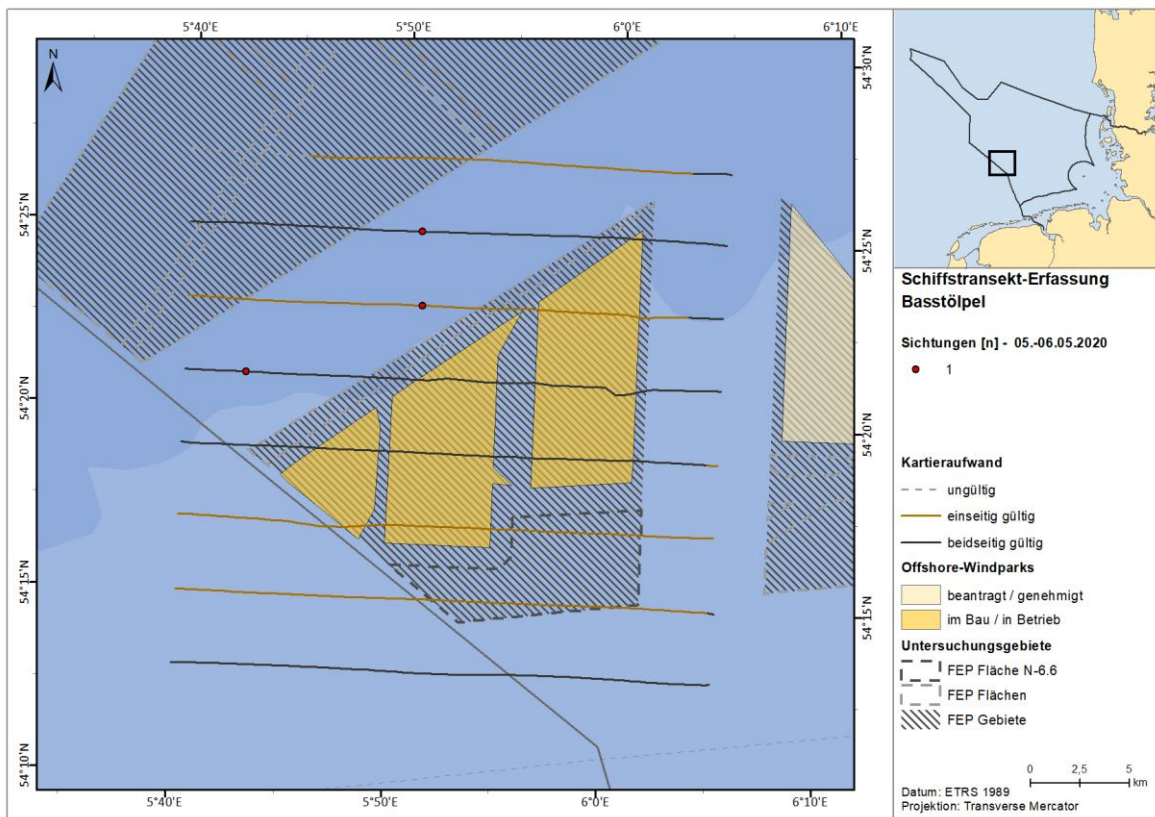 5°40'E
5°50'E
6°0'E
6°10'E
N
54°30'N
54°25'N
54°25'N
54°20'N
54°20'N
54°15'N
54°15'N
54°10'N
5°40'E
5°50'E
6°0'E
6°10'E
Schiffstransekt-Erfassung
Basstölpel
Sichtungen [n] - 05.-06.05.2020
1
Kartieraufwand
ungültig
einseitig gültig
beidseitig gültig
Offshore-Windparks
beantragt / genehmigt
im Bau / in Betrieb
Untersuchungsgebiete
FEP Fläche N-6.6
FEP Flächen
FEP Gebiete
0 2,5 5
km
Datum: ETRS 1989
Projektion: Transverse Mercator